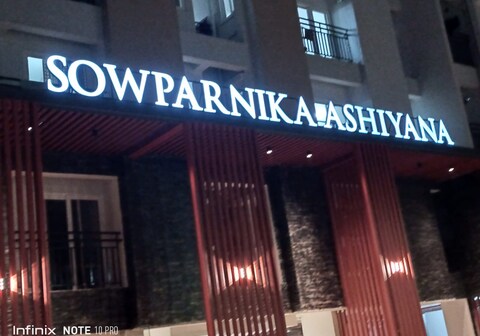 SOWPARNIKA ASHIYANA
Infinix NOTE 10 PRO